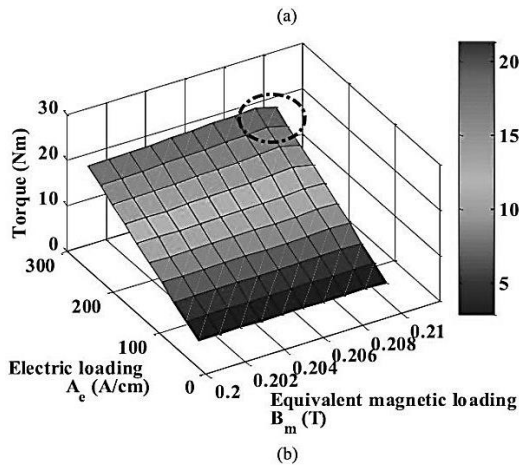 (a)
30
20
10
0
Torque (Nm)
300
200
100
0
Electric loading
A_e (A/cm)
0.2
0.202
0.204
0.206
0.208
0.21
Equivalent magnetic loading
B_m (T)
20
15
10
5
(b)